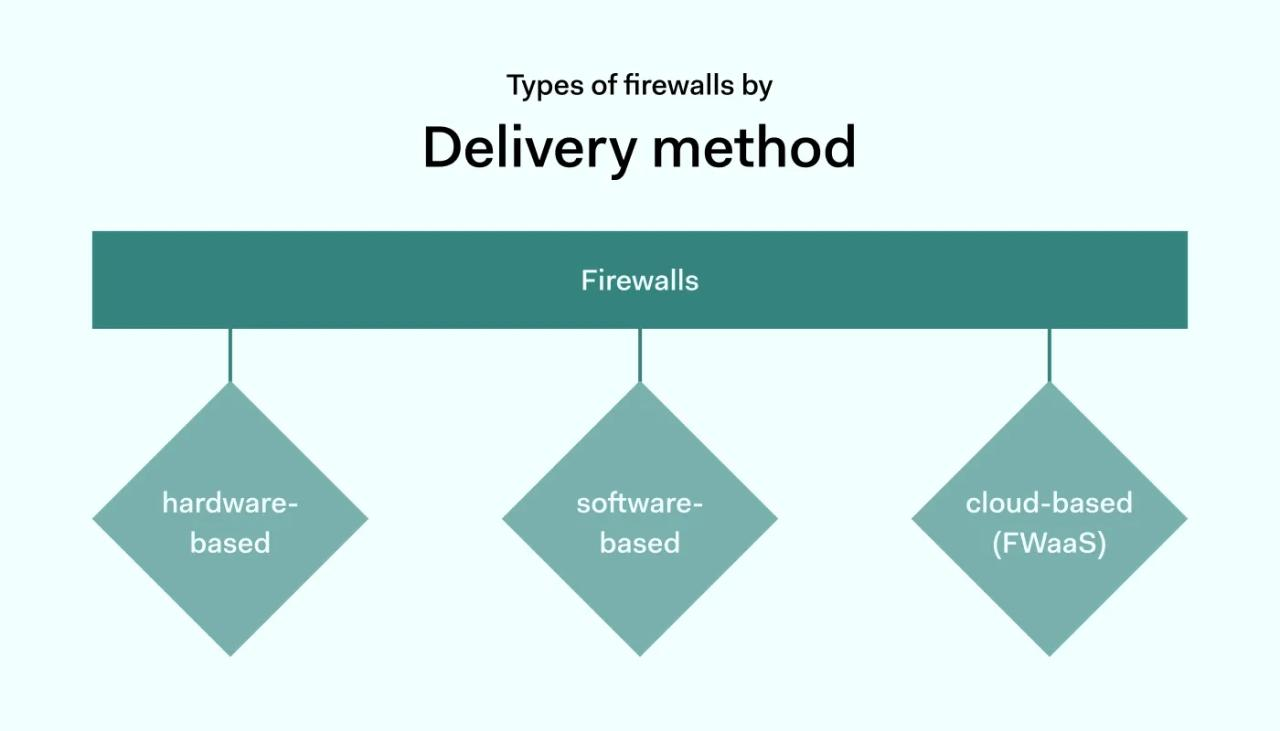 Types of firewalls by
Delivery method
Firewalls
hardware-
based
software-
based
cloud-based
(FWaaS)